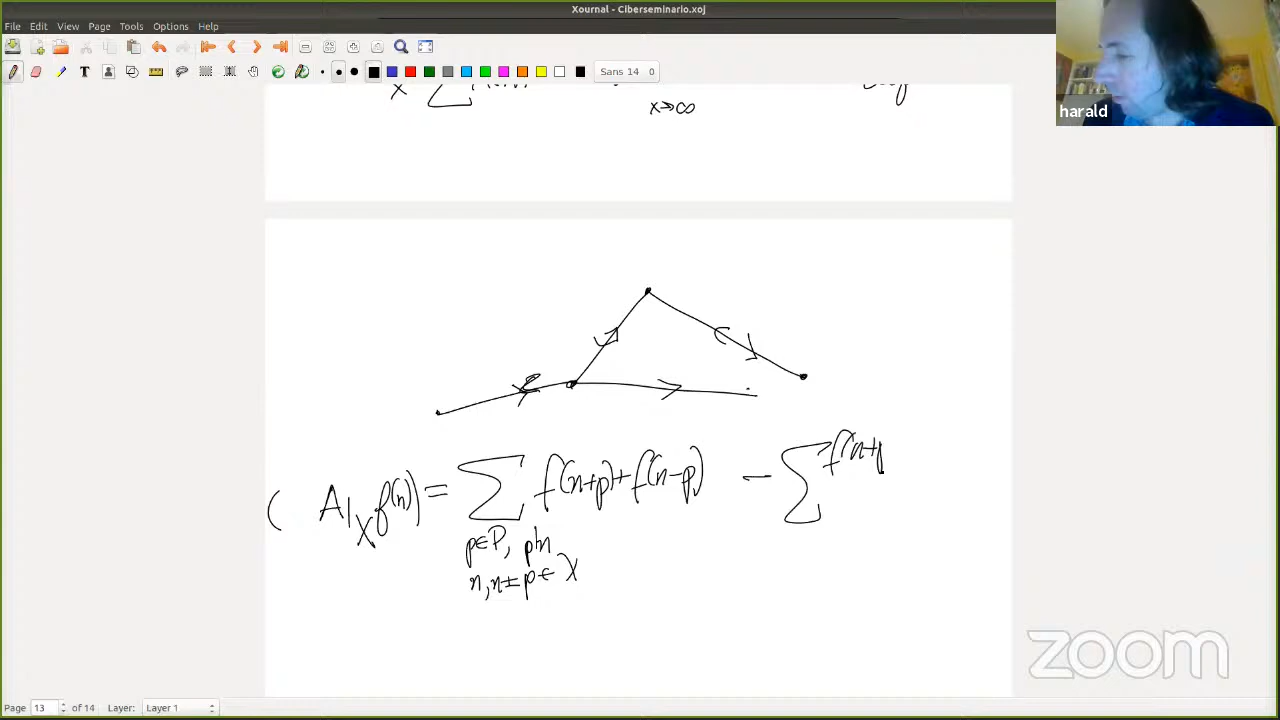 Xournal - Ciberseminario.xoj
File Edit View Page Tools Options Help
Sans 14 0
harald
x ∑
x→∞
( A|_X f(n)) = ∑ f(n+p)+f(n-p) - ∑ f(n+p
p∈P, p|n
n, n±p∈X
zoom
Page 13 of 14 Layer: Layer 1